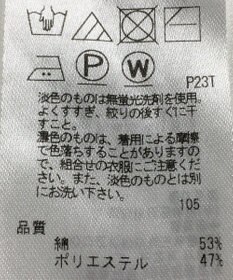 P W
P23T
淡色のものは無蛍光洗剤を使用。
よくすすぎ、絞りの後すぐに干
すこと。
濃色のものは、着用による摩擦
で色落ちすることがありますの
で、組合せの衣服にご注意くださ
い。また、淡色のものとは別
にお洗い下さい。
105
品質
綿 53%
ポリエステル 47%